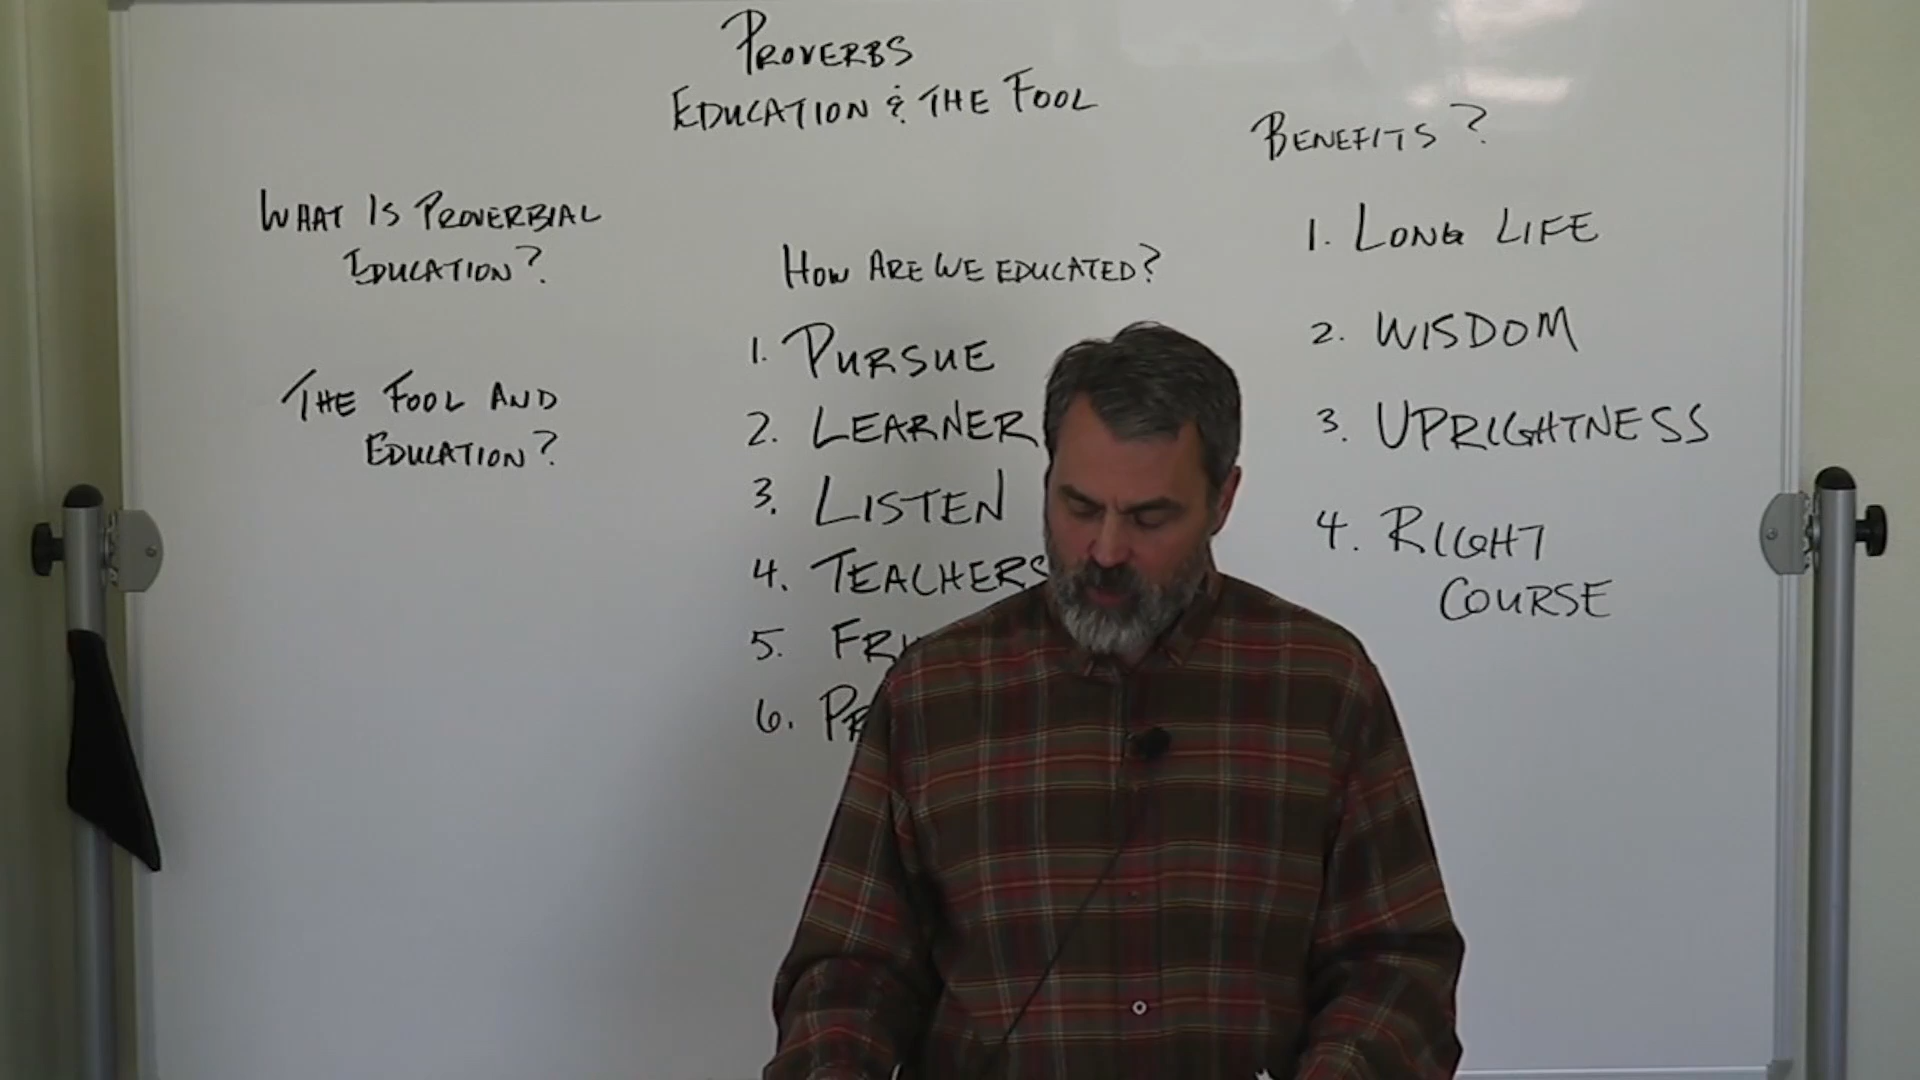 PROVERBS
EDUCATION & THE FOOL
WHAT IS PROVERBIAL
EDUCATION?
THE FOOL AND
EDUCATION?
HOW ARE WE EDUCATED?
1. PURSUE
2. LEARNER
3. LISTEN
4. TEACHERS
5.
6.
BENEFITS?
1. LONG LIFE
2. WISDOM
3. UPRIGHTNESS
4. RIGHT
COURSE